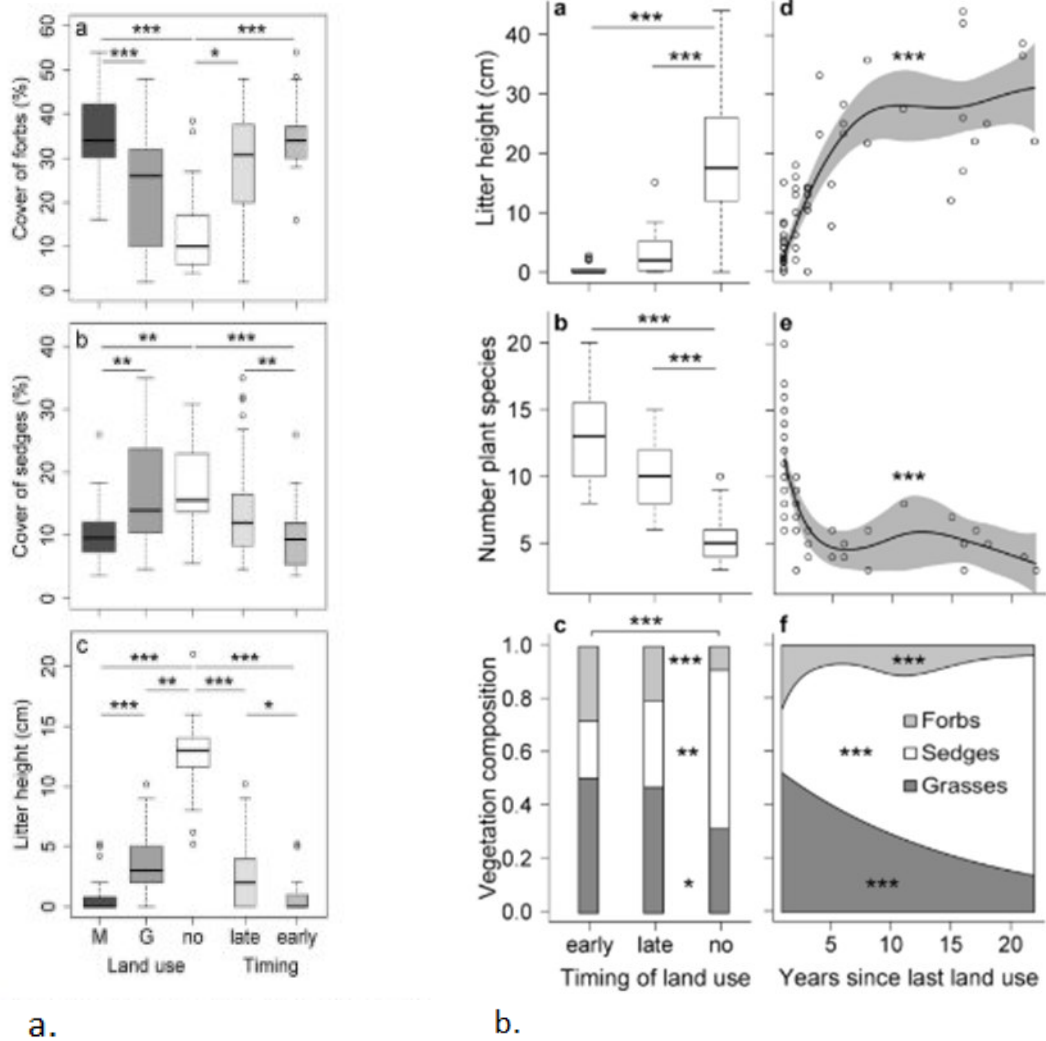 a
***
***
***
*
Cover of forbs (%)
0
10
20
30
40
50
60
b
**
***
**
**
Cover of sedges (%)
0
10
20
30
40
c
***
***
**
***
***
*
Litter height (cm)
0
5
10
15
20
M G no late early
Land use Timing
a.
a
***
***
Litter height (cm)
40
30
20
10
0
b
***
***
Number plant species
20
15
10
5
c
***
***
**
*
Vegetation composition
1.0
0.8
0.6
0.4
0.2
0.0
early late no
Timing of land use
d
***
e
***
f
***
Forbs
*** Sedges
Grasses
***
5 10 15 20
Years since last land use
b.